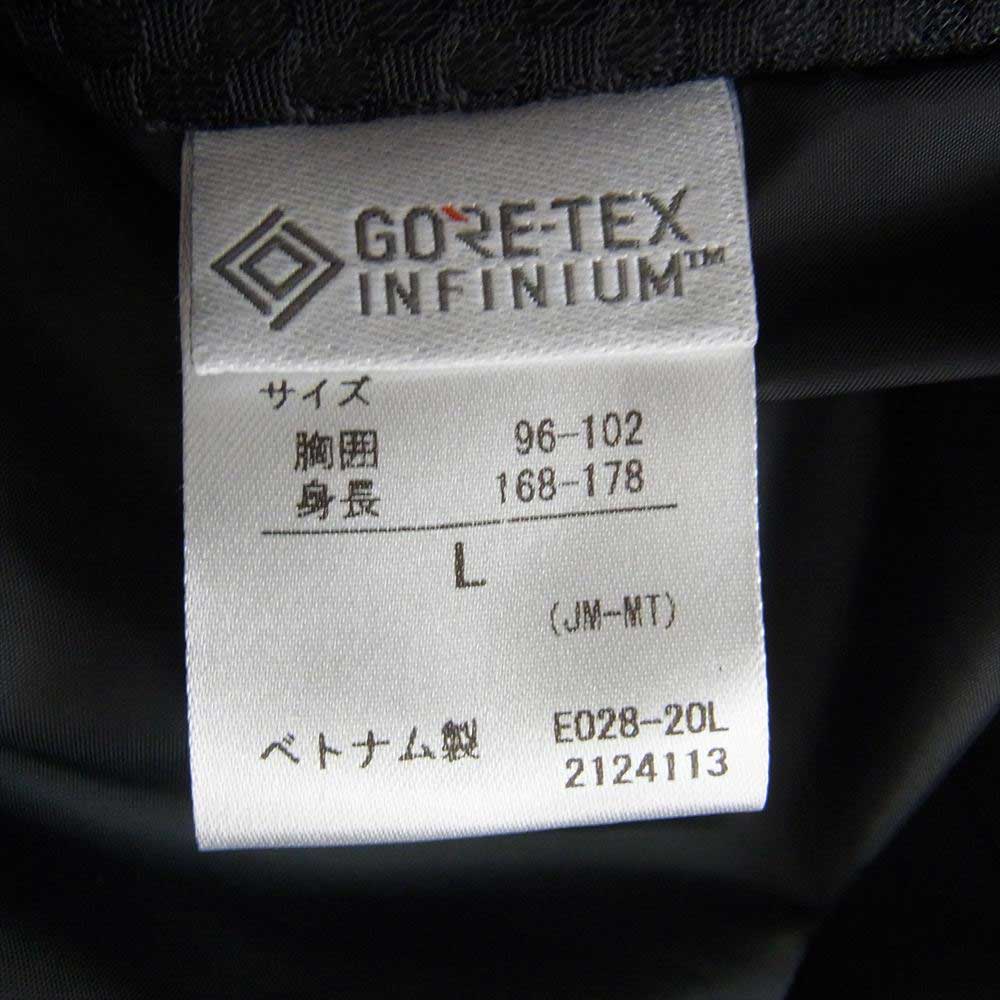 GORE-TEX
INFINIUM™
サイズ
胸囲 96-102
身長 168-178
L
(JM-MT)
ベトナム製 E028-20L
2124113